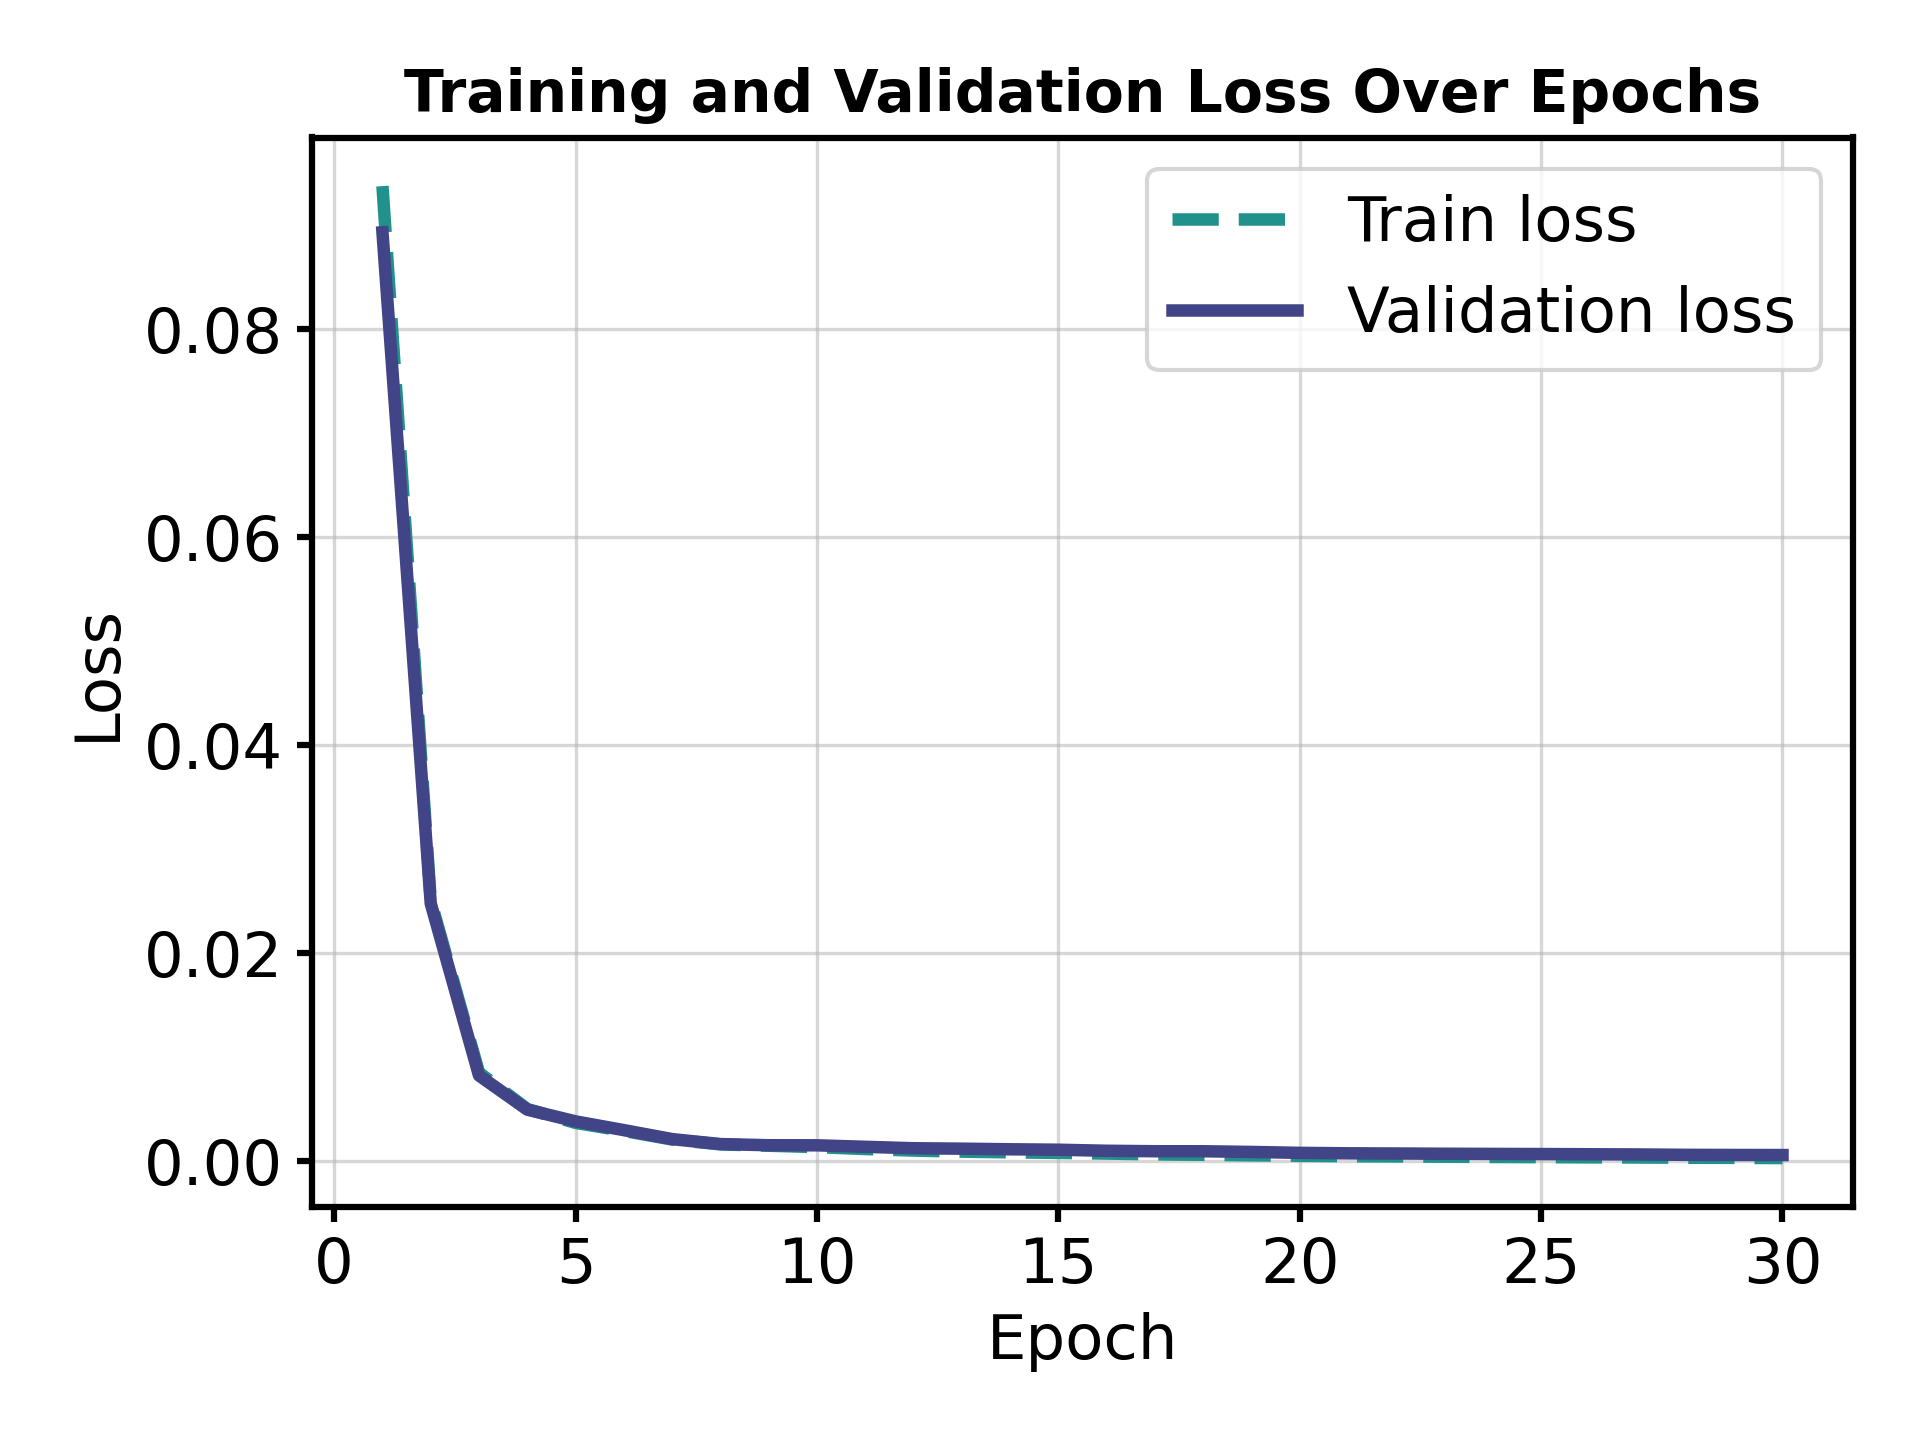 Training and Validation Loss Over Epochs
Train loss
Validation loss
Loss
0.08
0.06
0.04
0.02
0.00
0 5 10 15 20 25 30
Epoch